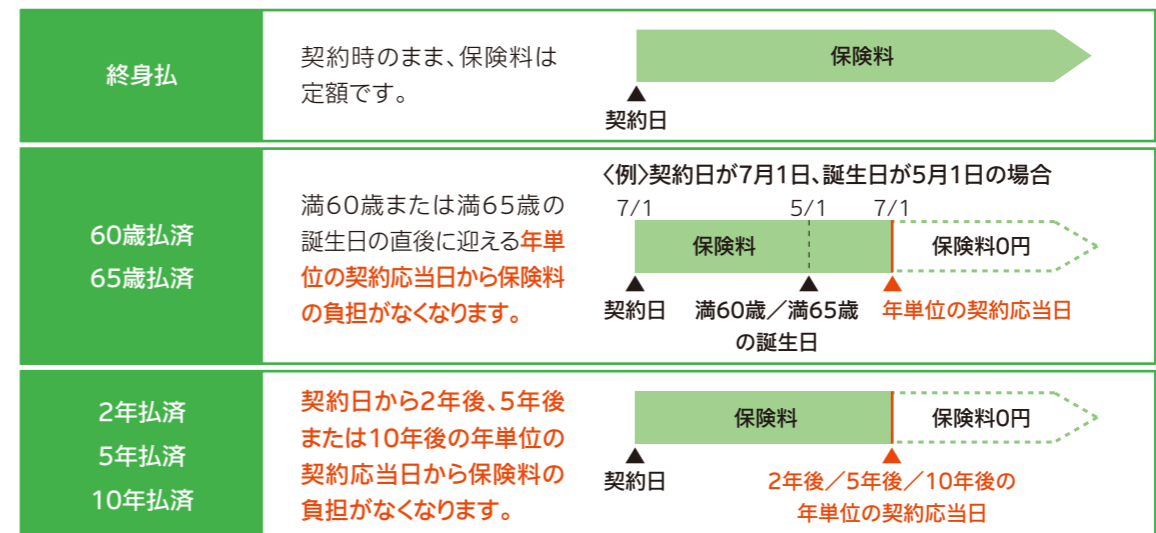 終身払
契約時のまま、保険料は
定額です。
保険料
契約日
60歳払済
65歳払済
満60歳または満65歳の
誕生日の直後に迎える年単
位の契約応当日から保険料
の負担がなくなります。
〈例〉契約日が7月1日、誕生日が5月1日の場合
7/1 5/1 7/1
保険料 保険料0円
契約日 満60歳／満65歳 年単位の契約応当日
の誕生日
2年払済
5年払済
10年払済
契約日から2年後、5年後
または10年後の年単位の
契約応当日から保険料の
負担がなくなります。
保険料 保険料0円
契約日 2年後／5年後／10年後の
年単位の契約応当日